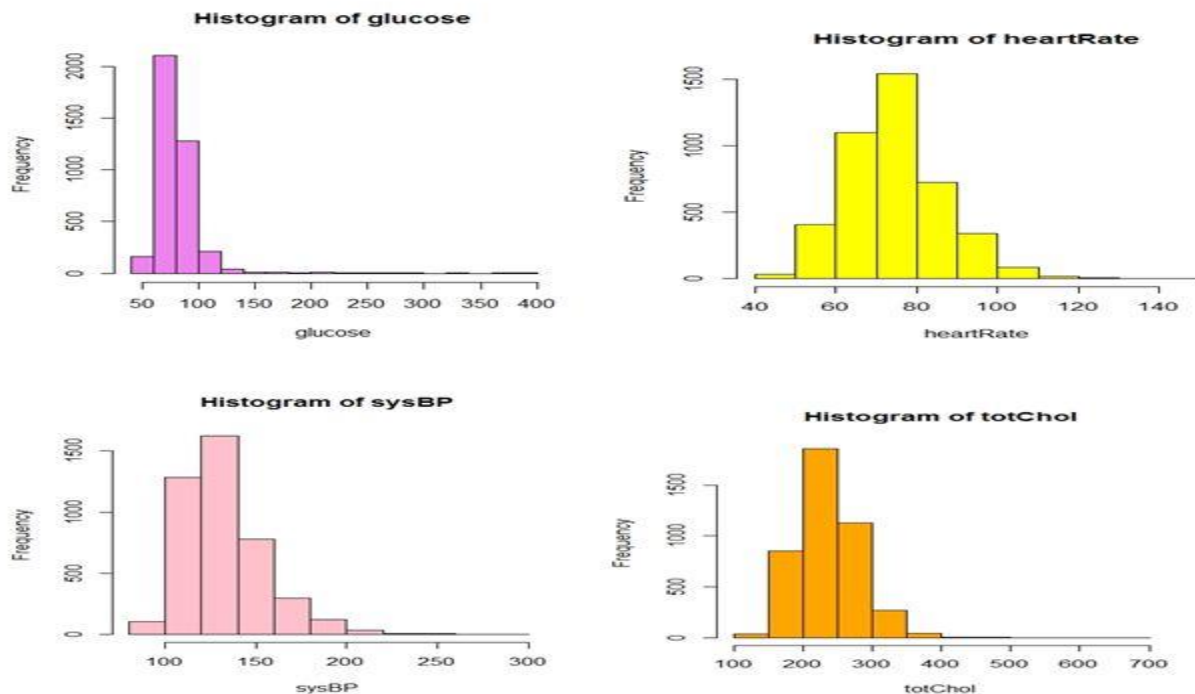 Histogram of glucose
Frequency
0 500 1000 1500 2000
50 100 150 200 250 300 350 400
glucose
Histogram of heartRate
Frequency
0 500 1000 1500
40 60 80 100 120 140
heartRate
Histogram of sysBP
Frequency
0 500 1000 1500
100 150 200 250 300
sysBP
Histogram of totChol
Frequency
0 500 1000 1500
100 200 300 400 500 600 700
totChol